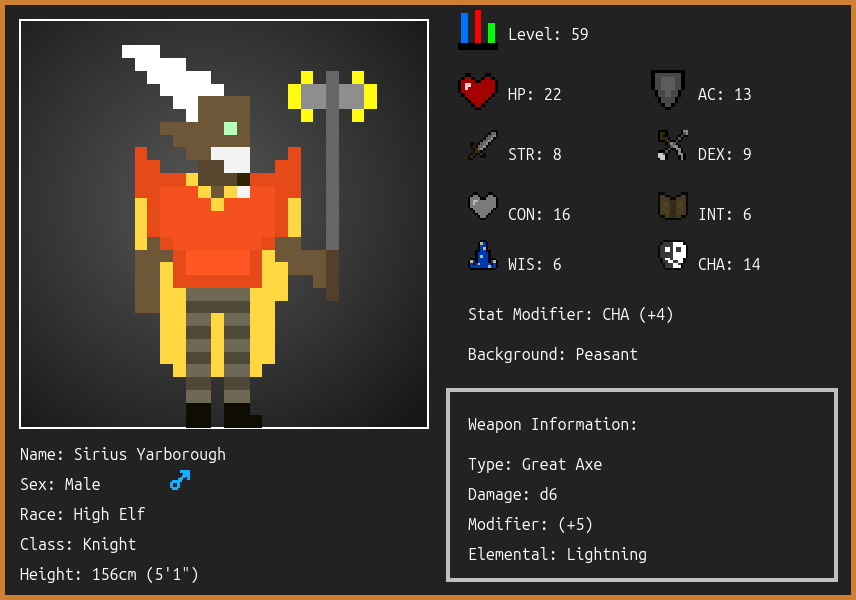 Level: 59
HP: 22
AC: 13
STR: 8
DEX: 9
CON: 16
INT: 6
WIS: 6
CHA: 14
Stat Modifier: CHA (+4)
Background: Peasant
Weapon Information:
Type: Great Axe
Damage: d6
Modifier: (+5)
Elemental: Lightning
Name: Sirius Yarborough
Sex: Male
Race: High Elf
Class: Knight
Height: 156cm (5'1")